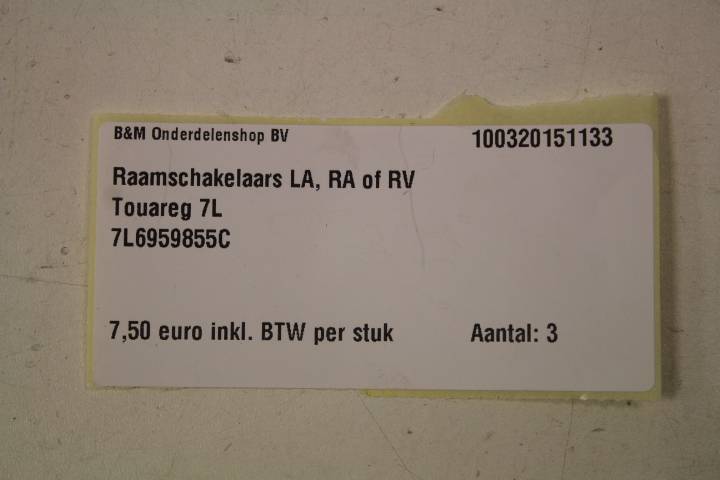 B&M Onderdelenshop BV 100320151133
Raamschakelaars LA, RA of RV
Touareg 7L
7L6959855C
7,50 euro inkl. BTW per stuk Aantal: 3